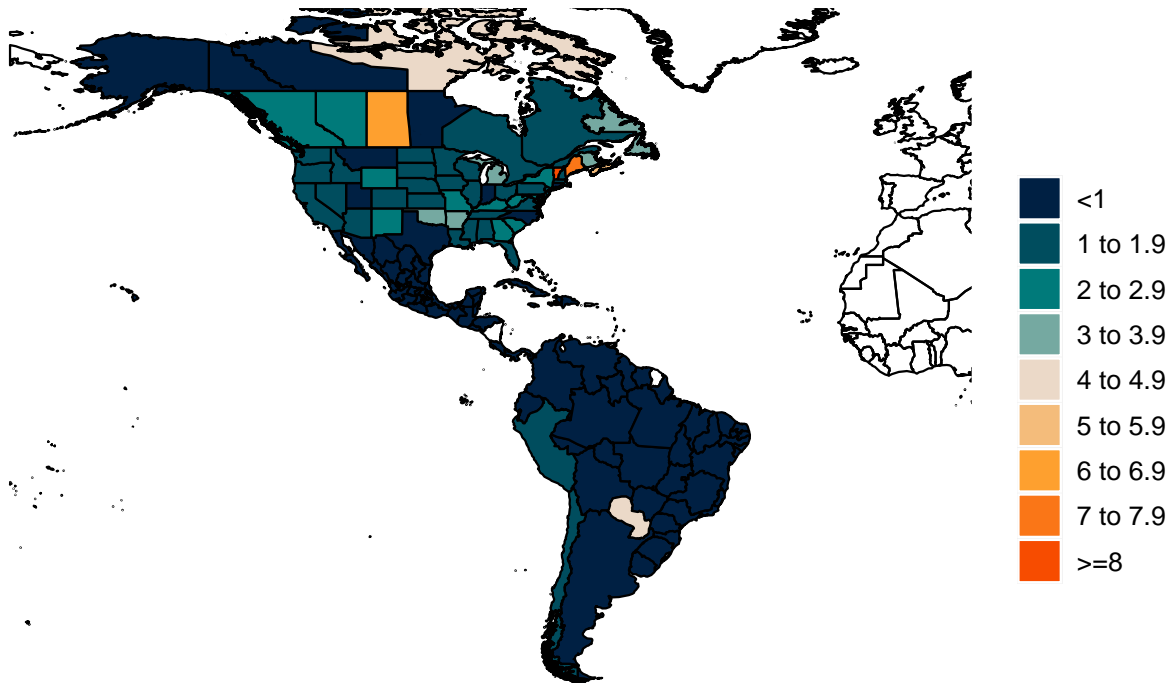 <1
1 to 1.9
2 to 2.9
3 to 3.9
4 to 4.9
5 to 5.9
6 to 6.9
7 to 7.9
>=8